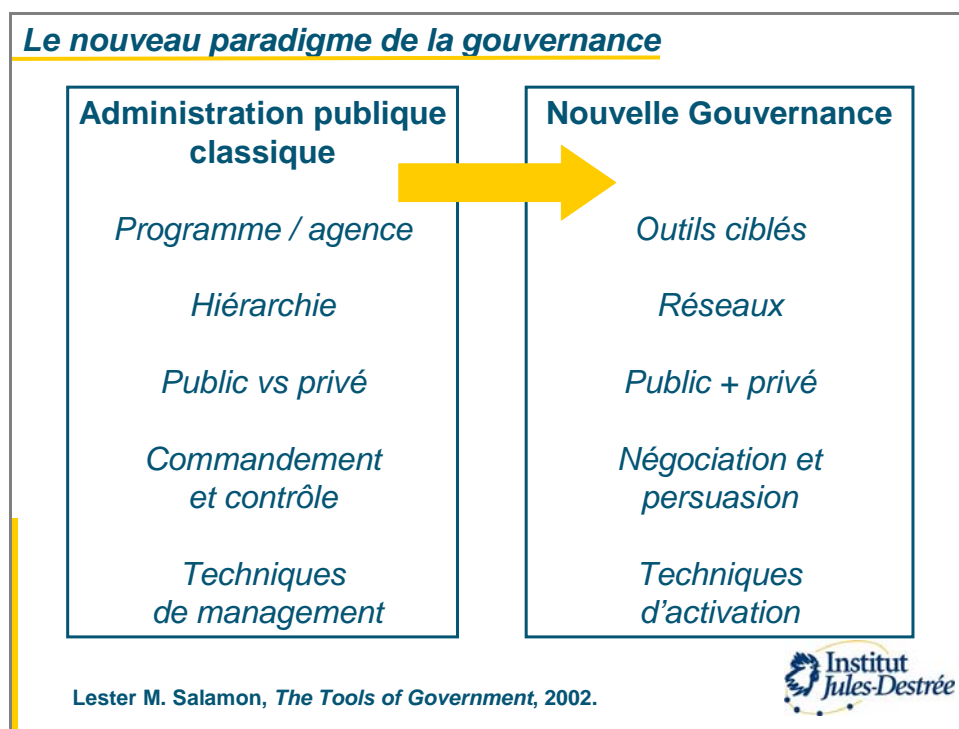 Le nouveau paradigme de la gouvernance
Administration publique
classique
Programme / agence
Hiérarchie
Public vs privé
Commandement
et contrôle
Techniques
de management
Nouvelle Gouvernance
Outils ciblés
Réseaux
Public + privé
Négociation et
persuasion
Techniques
d'activation
Lester M. Salamon, The Tools of Government, 2002.
Institut
Jules-Destrée